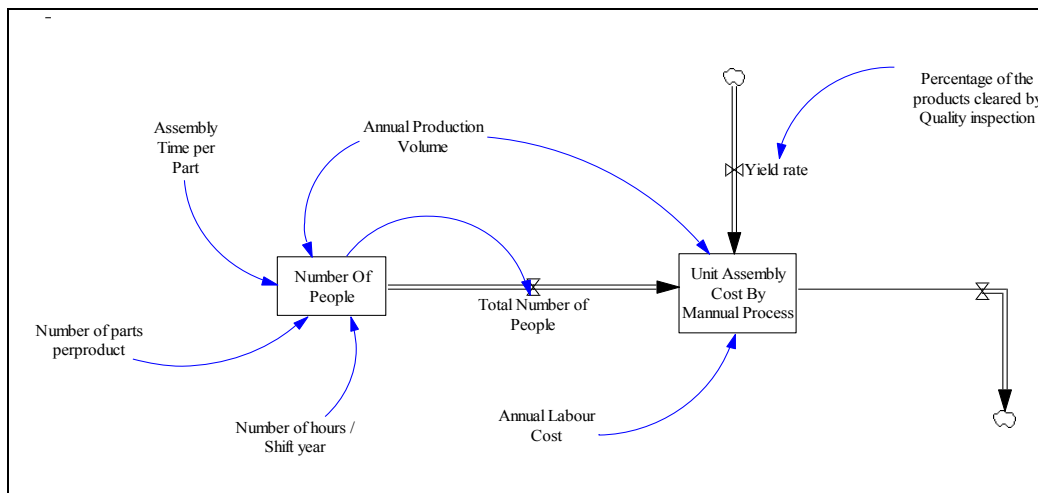 Percentage of the
products cleared by
Quality inspection
Assembly
Time per
Part
Annual Production
Volume
Yield rate
Number Of
People
Unit Assembly
Cost By
Mannual Process
Total Number of
People
Number of parts
perproduct
Number of hours /
Shift year
Annual Labour
Cost